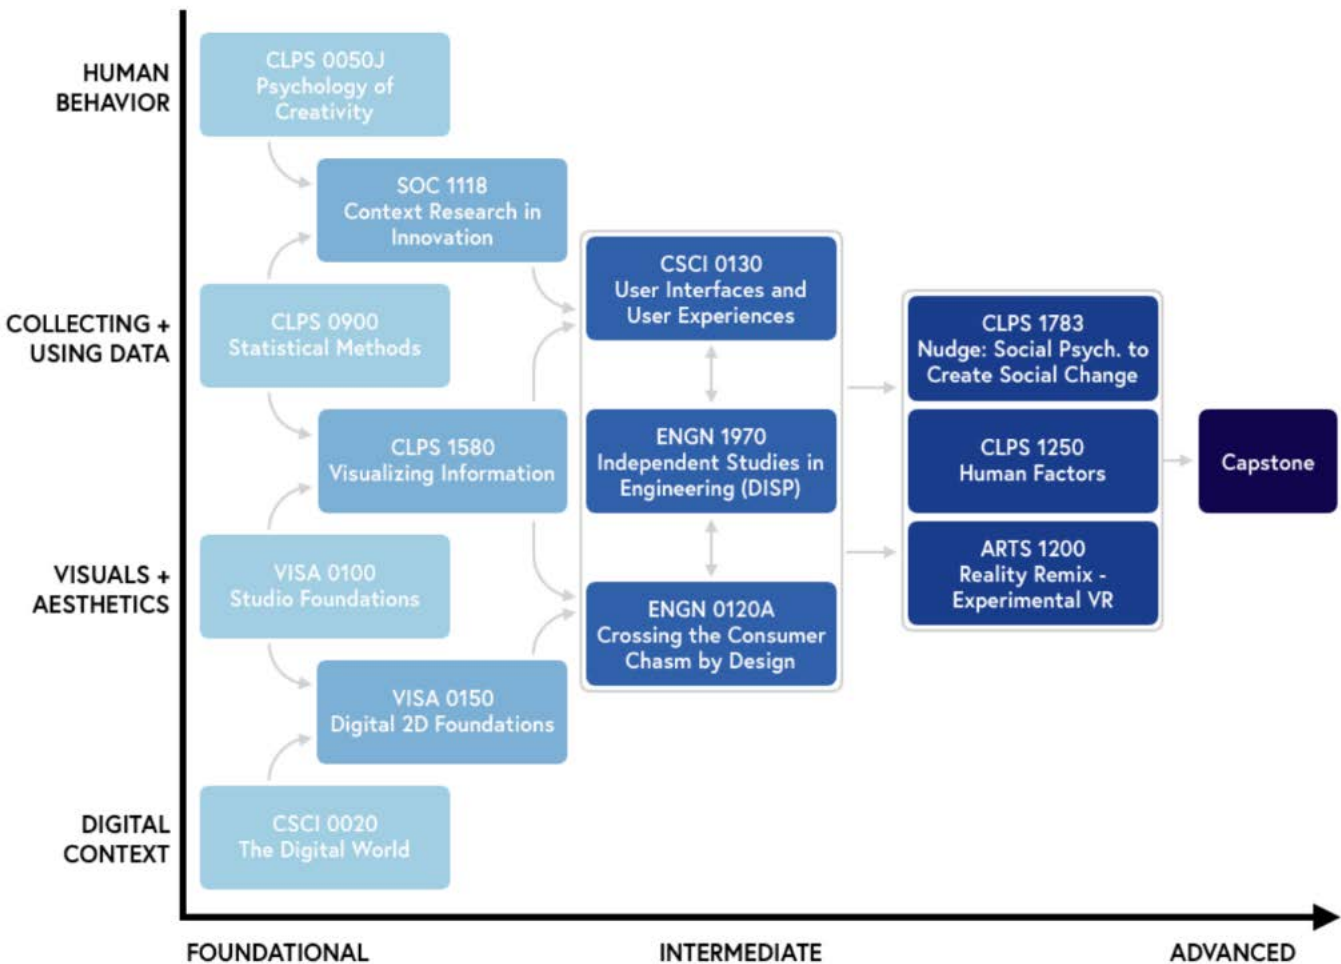 HUMAN
BEHAVIOR
CLPS 0050J
Psychology of
Creativity
SOC 1118
Context Research in
Innovation
COLLECTING +
USING DATA
CLPS 0900
Statistical Methods
CLPS 1580
Visualizing Information
VISUALS +
AESTHETICS
VISA 0100
Studio Foundations
VISA 0150
Digital 2D Foundations
DIGITAL
CONTEXT
CSCI 0020
The Digital World
CSCI 0130
User Interfaces and
User Experiences
ENGN 1970
Independent Studies in
Engineering (DISP)
ENGN 0120A
Crossing the Consumer
Chasm by Design
CLPS 1783
Nudge: Social Psych. to
Create Social Change
CLPS 1250
Human Factors
ARTS 1200
Reality Remix -
Experimental VR
Capstone
FOUNDATIONAL
INTERMEDIATE
ADVANCED